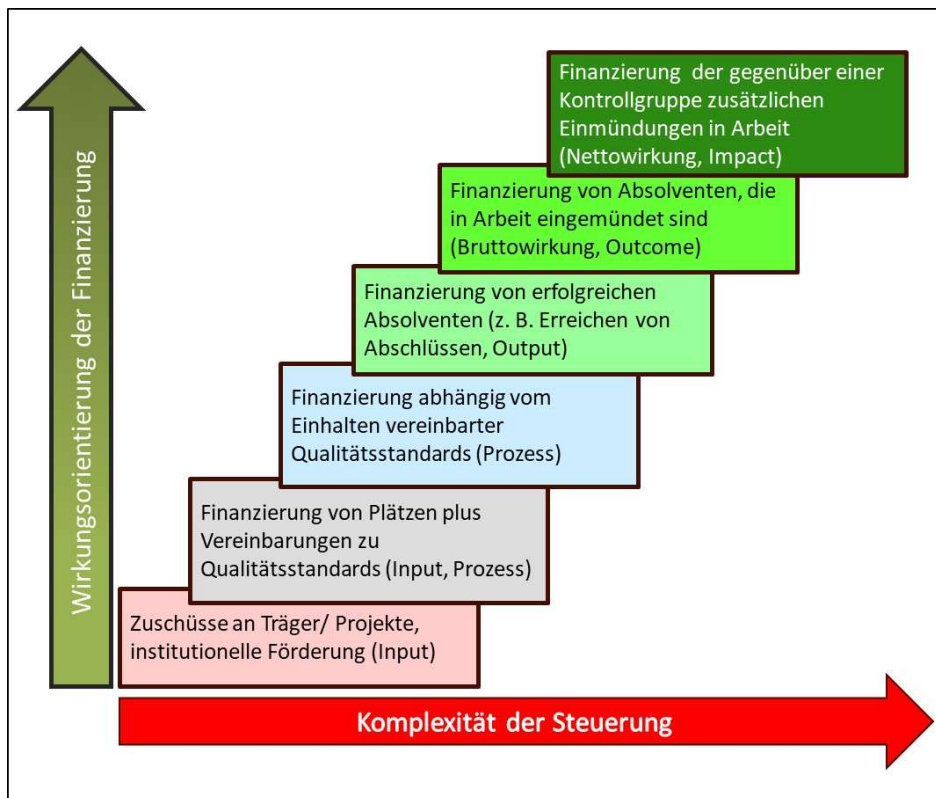 Finanzierung der gegenüber einer
Kontrollgruppe zusätzlichen
Einmündungen in Arbeit
(Nettowirkung, Impact)
Finanzierung von Absolventen, die
in Arbeit eingemündet sind
(Bruttowirkung, Outcome)
Finanzierung von erfolgreichen
Absolventen (z. B. Erreichen von
Abschlüssen, Output)
Finanzierung abhängig vom
Einhalten vereinbarter
Qualitätsstandards (Prozess)
Finanzierung von Plätzen plus
Vereinbarungen zu
Qualitätsstandards (Input, Prozess)
Zuschüsse an Träger/ Projekte,
institutionelle Förderung (Input)
Wirkungsorientierung der Finanzierung
Komplexität der Steuerung